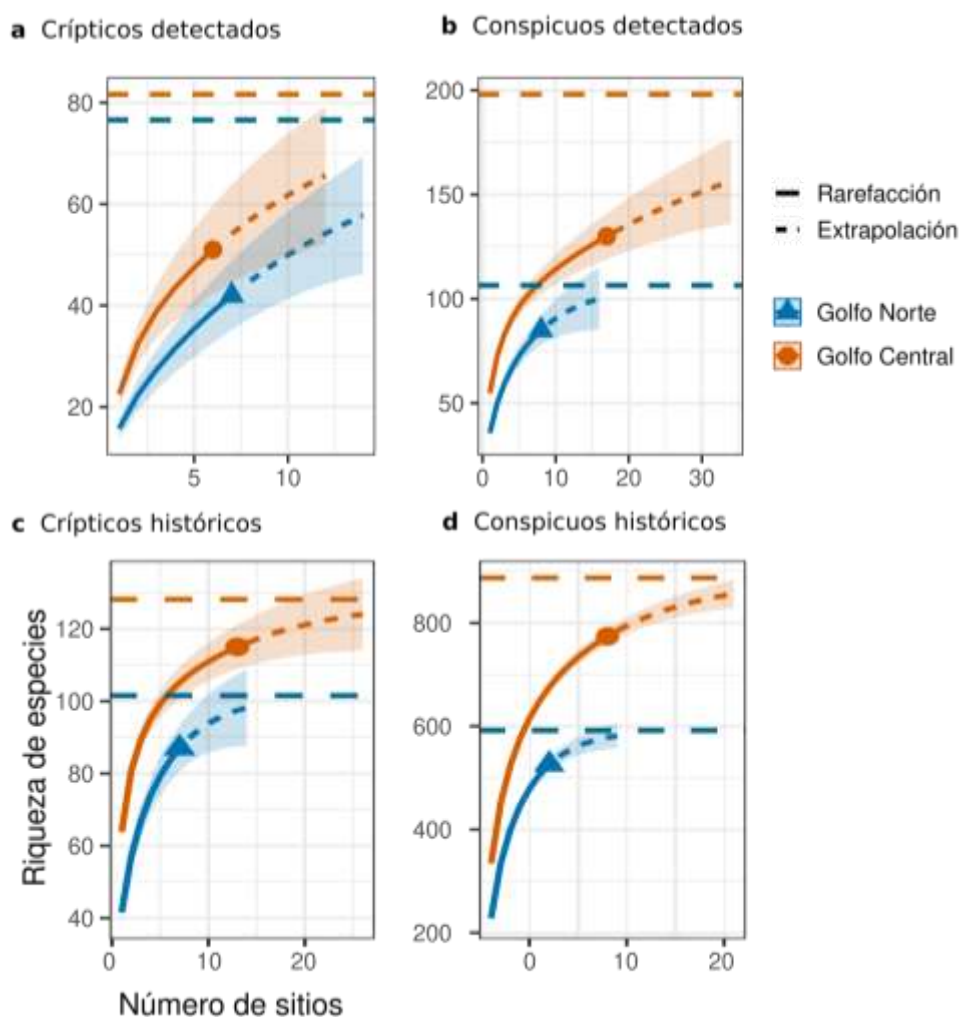 a Crípticos detectados
b Conspicuos detectados
80
60
40
20
5
10
200
150
100
50
0
10
20
30
Rarefacción
Extrapolación
Golfo Norte
Golfo Central
c Crípticos históricos
d Conspicuos históricos
Riqueza de especies
120
100
80
60
40
0
10
20
800
600
400
200
0
10
20
Número de sitios